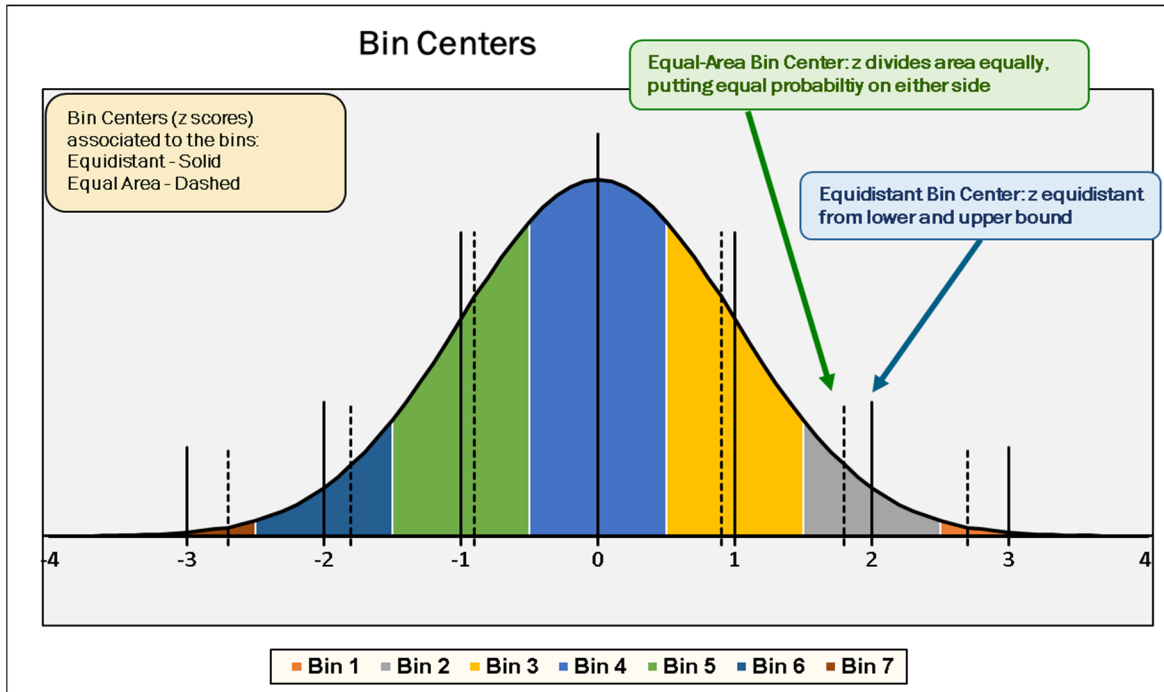 Bin Centers
Equal-Area Bin Center: z divides area equally,
putting equal probabiltiy on either side
Bin Centers (z scores)
associated to the bins:
Equidistant - Solid
Equal Area - Dashed
Equidistant Bin Center: z equidistant
from lower and upper bound
-4 -3 -2 -1 0 1 2 3 4
Bin 1 Bin 2 Bin 3 Bin 4 Bin 5 Bin 6 Bin 7